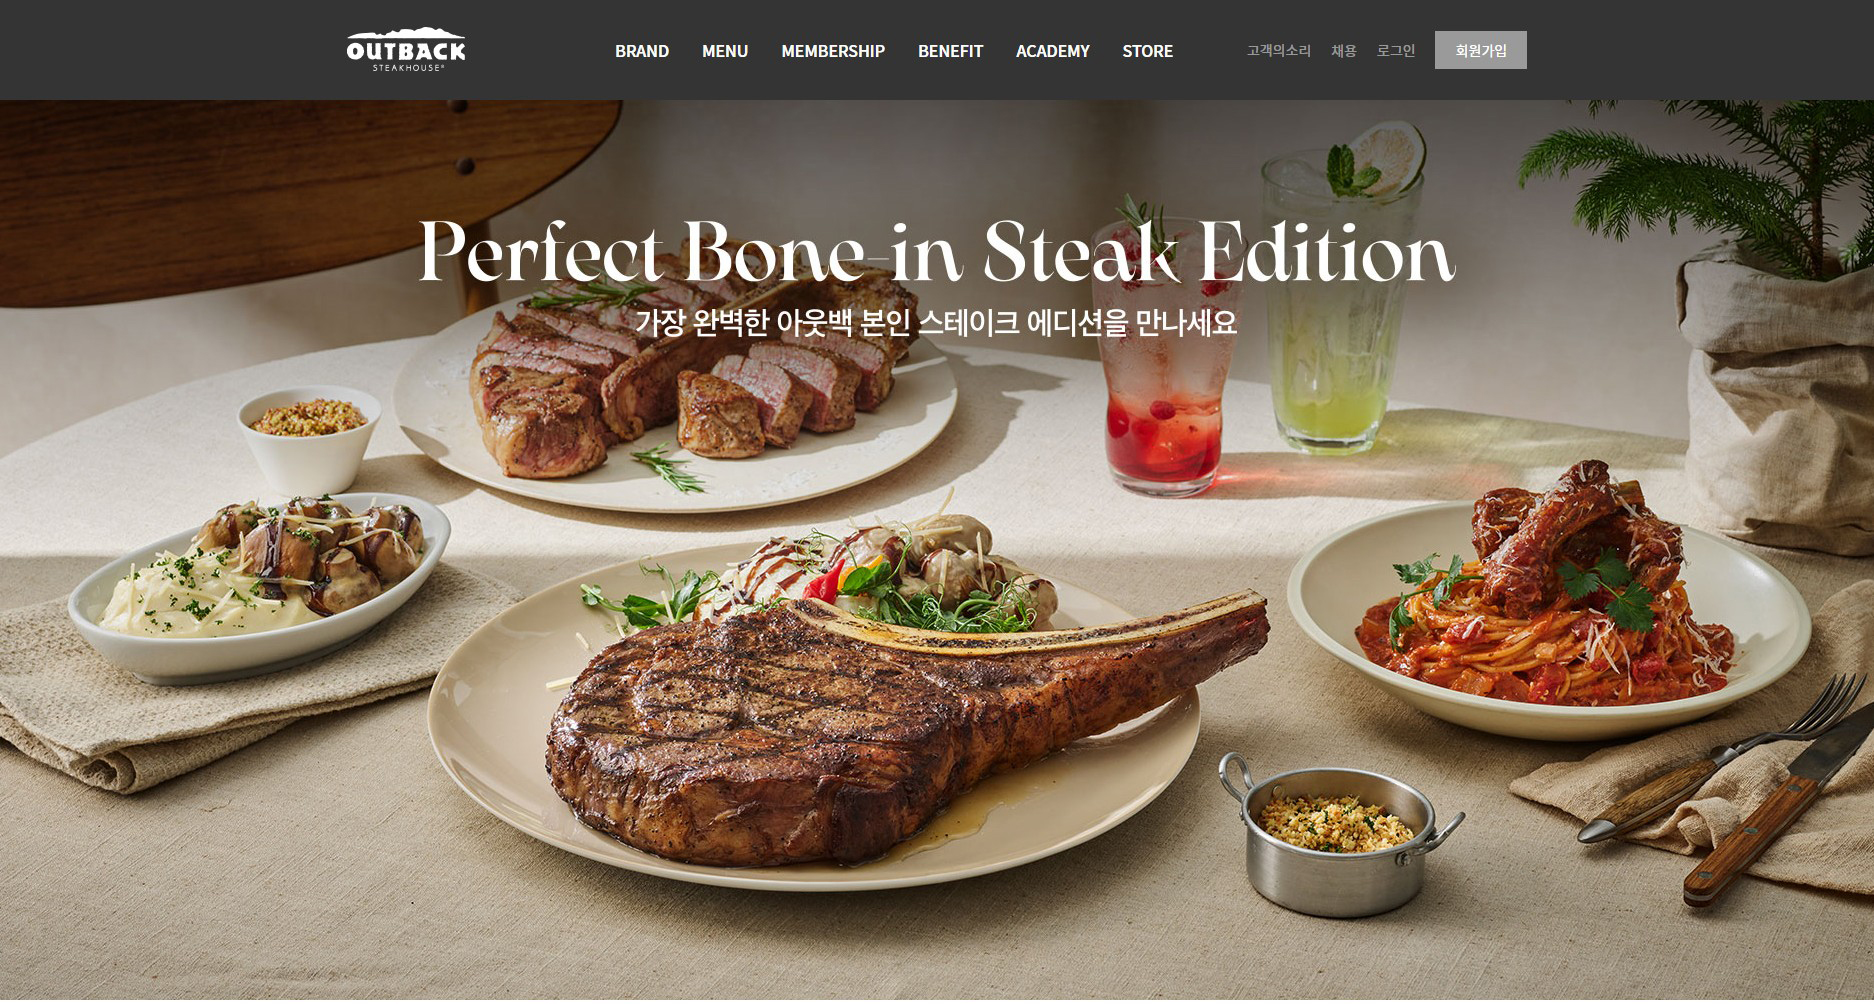 OUTBACK
STEAKHOUSE®
BRAND MENU MEMBERSHIP BENEFIT ACADEMY STORE
고객의소리 채용 로그인 회원가입
Perfect Bone-in Steak Edition
가장 완벽한 아웃백 본인 스테이크 에디션을 만나세요